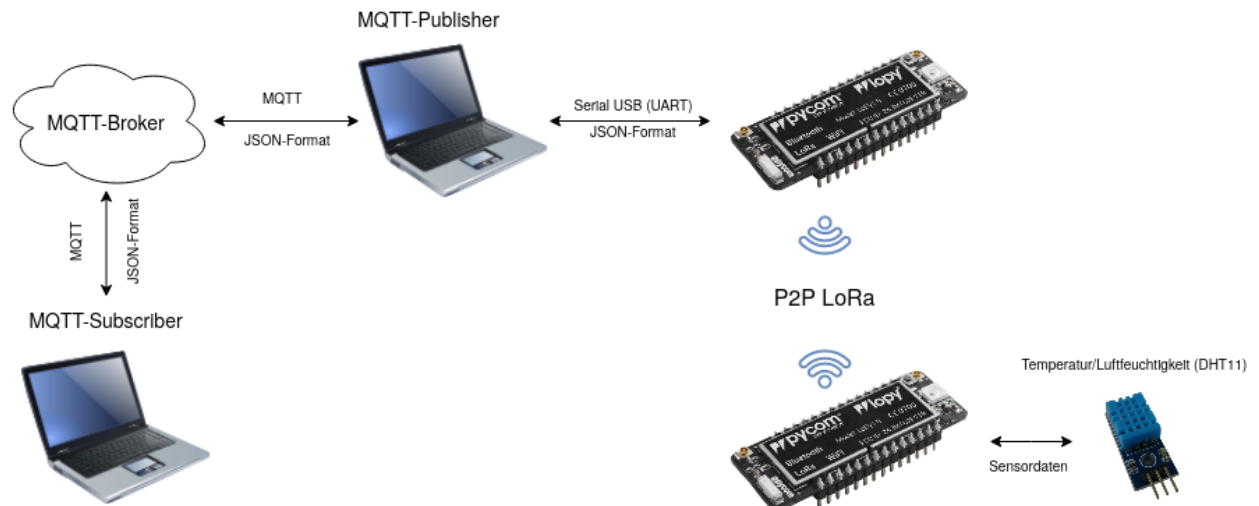 MQTT-Publisher
MQTT-Broker
MQTT
JSON-Format
Serial USB (UART)
JSON-Format
pycom
lopy
Bluetooth
LoRa
WiFi
MQTT
JSON-Format
P2P LoRa
MQTT-Subscriber
Temperatur/Luftfeuchtigkeit (DHT11)
pycom
lopy
Bluetooth
LoRa
WiFi
Sensordaten